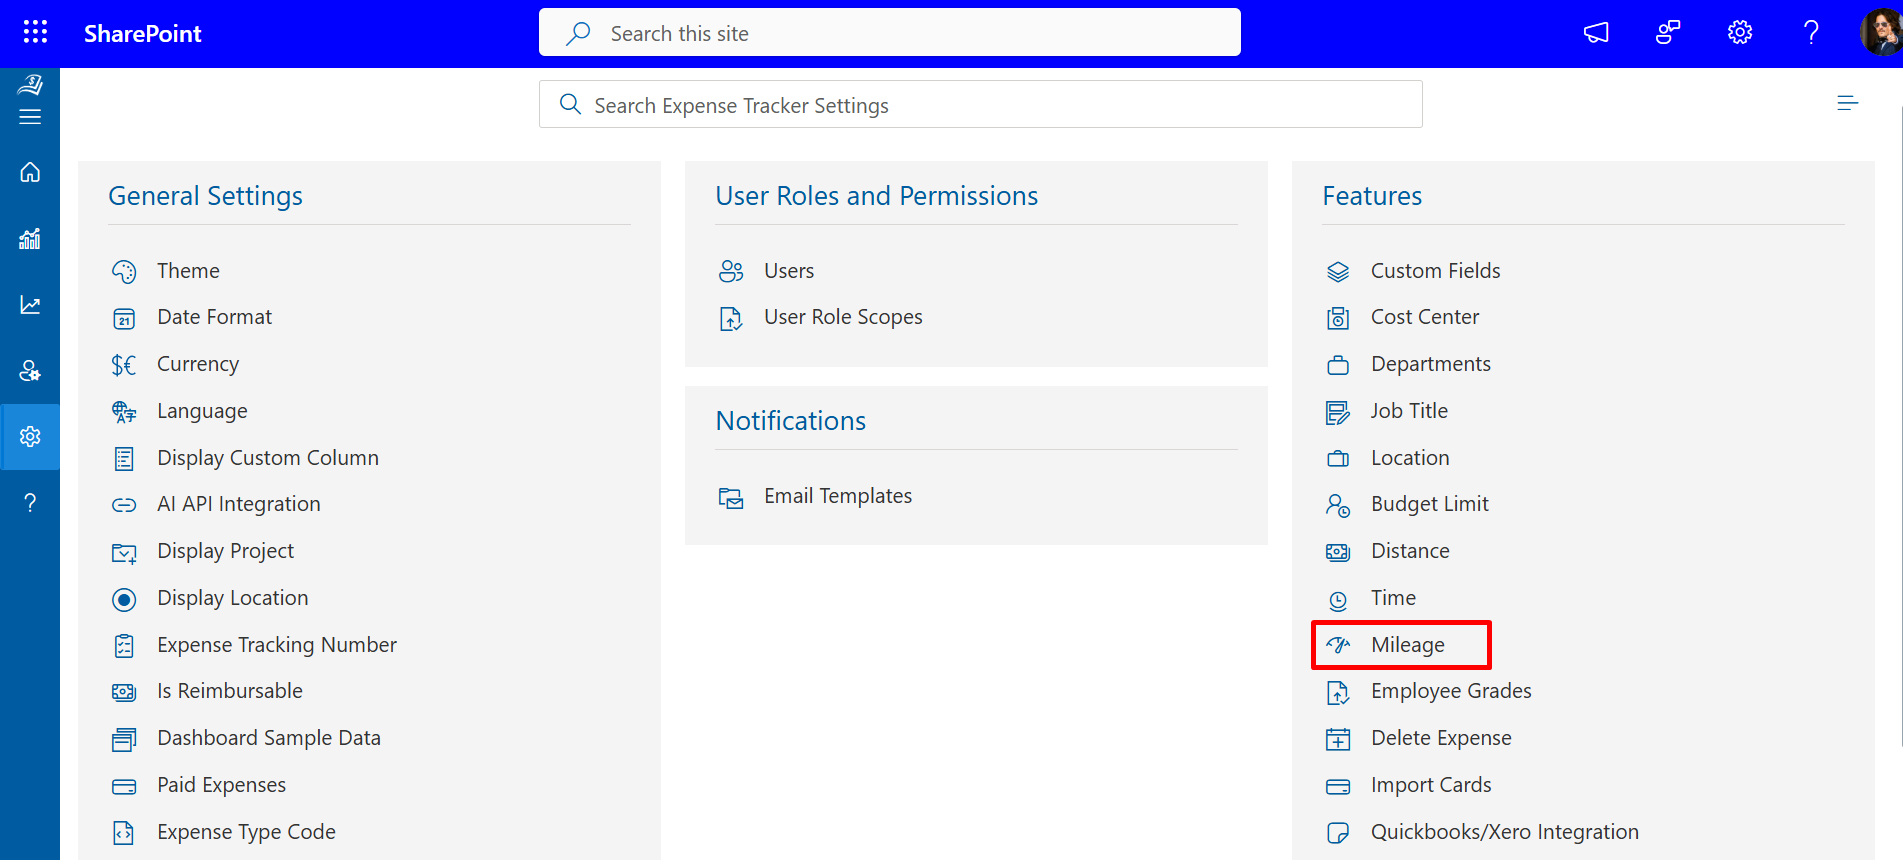 SharePoint
Search this site
Search Expense Tracker Settings
General Settings
Theme
21
Date Format
$€
Currency
Language
Display Custom Column
AI API Integration
Display Project
Display Location
Expense Tracking Number
Is Reimbursable
Dashboard Sample Data
Paid Expenses
Expense Type Code
User Roles and Permissions
Users
User Role Scopes
Notifications
Email Templates
Features
Custom Fields
Cost Center
Departments
Job Title
Location
Budget Limit
Distance
Time
Mileage
Employee Grades
Delete Expense
Import Cards
Quickbooks/Xero Integration